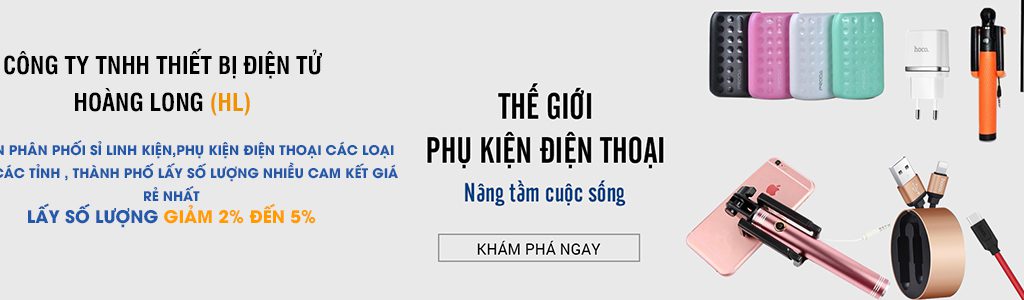 CÔNG TY TNHH THIẾT BỊ ĐIỆN TỬ
HOÀNG LONG (HL)
PHÂN PHỐI SỈ LINH KIỆN,PHỤ KIỆN ĐIỆN THOẠI CÁC LOẠI
CÁC TỈNH , THÀNH PHỐ LẤY SỐ LƯỢNG NHIỀU CAM KẾT GIÁ
RẺ NHẤT
LẤY SỐ LƯỢNG GIẢM 2% ĐẾN 5%
THẾ GIỚI
PHỤ KIỆN ĐIỆN THOẠI
Nâng tầm cuộc sống
KHÁM PHÁ NGAY
hoco.